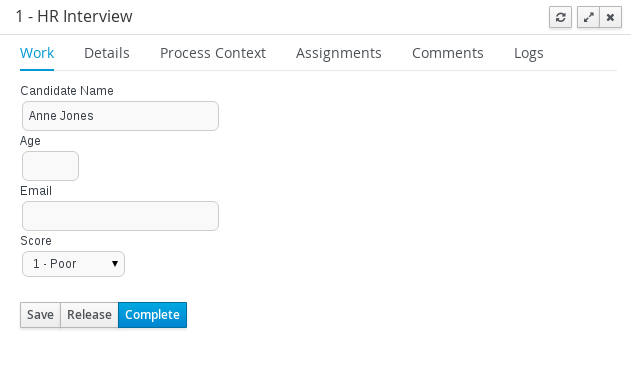 1 - HR Interview
Work Details Process Context Assignments Comments Logs
Candidate Name
Anne Jones
Age
Email
Score
1 - Poor
Save Release Complete